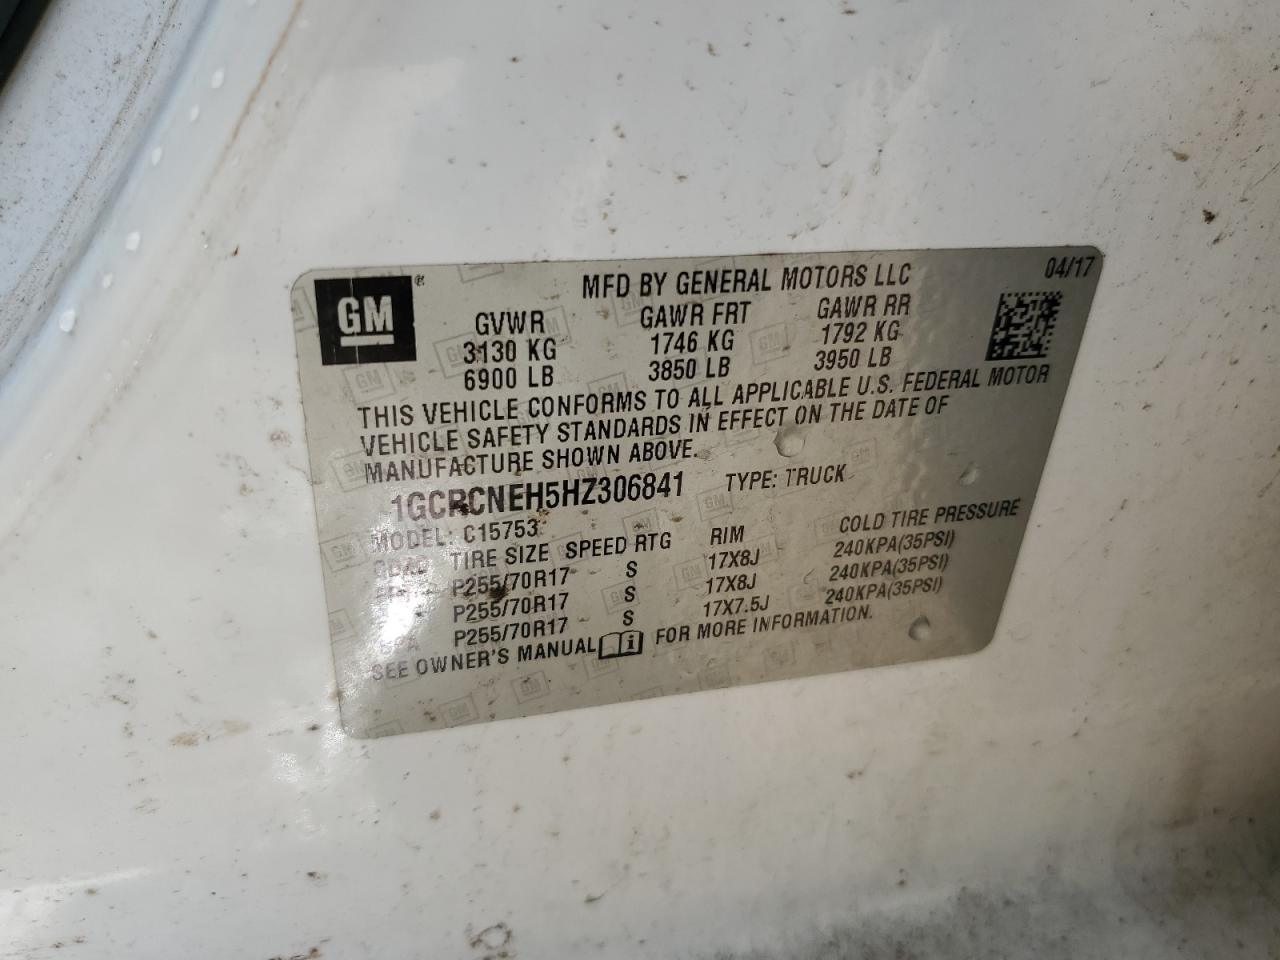 GM®
MFD BY GENERAL MOTORS LLC 04/17
GVWR GAWR FRT GAWR RR
3130 KG 1746 KG 1792 KG
6900 LB 3850 LB 3950 LB
THIS VEHICLE CONFORMS TO ALL APPLICABLE U.S. FEDERAL MOTOR
VEHICLE SAFETY STANDARDS IN EFFECT ON THE DATE OF
MANUFACTURE SHOWN ABOVE.
1GCRCNEH5HZ306841 TYPE: TRUCK
MODEL: C15753
ROAD TIRE SIZE SPEED RTG RIM COLD TIRE PRESSURE
P255/70R17 S 17X8J 240KPA(35PSI)
P255/70R17 S 17X8J 240KPA(35PSI)
P255/70R17 S 17X7.5J 240KPA(35PSI)
SEE OWNER'S MANUAL FOR MORE INFORMATION.